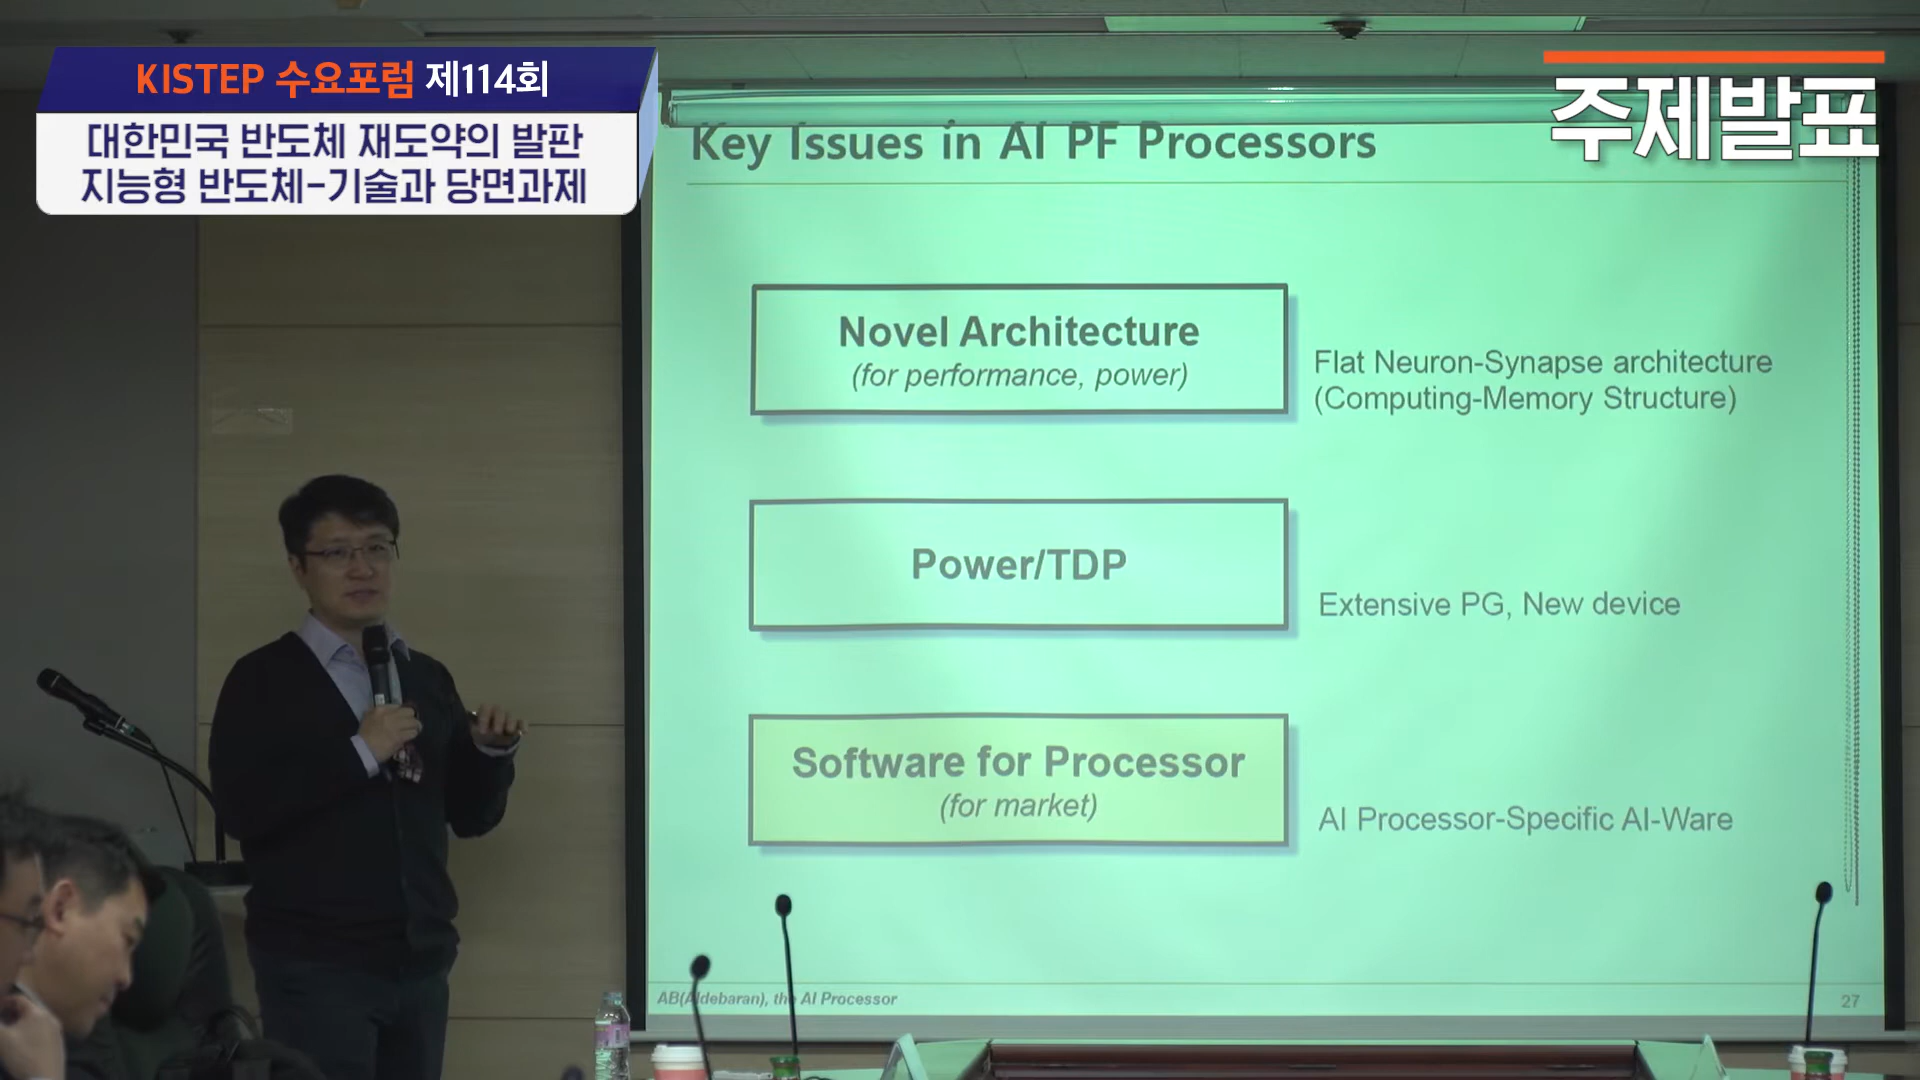 KISTEP 수요포럼 제114회
대한민국 반도체 재도약의 발판
지능형 반도체-기술과 당면과제
주제발표
Key Issues in AI PF Processors
Novel Architecture
(for performance, power)
Flat Neuron-Synapse architecture
(Computing-Memory Structure)
Power/TDP
Extensive PG, New device
Software for Processor
(for market)
AI Processor-Specific AI-Ware
AB(Aldebaran), the AI Processor
27